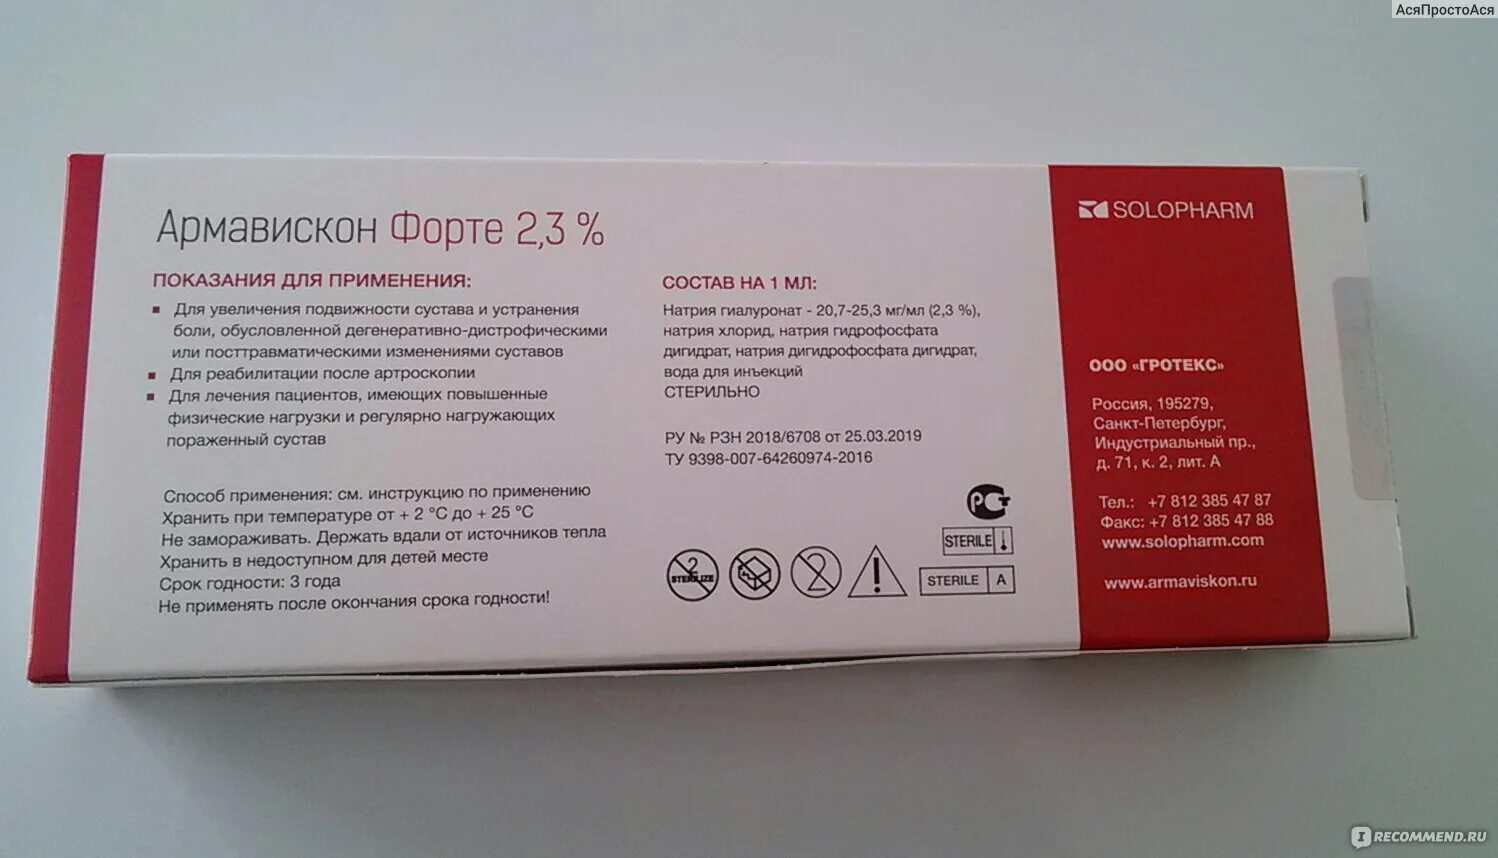 АсяПростоАся
Армавискон Форте 2,3 %
ПОКАЗАНИЯ ДЛЯ ПРИМЕНЕНИЯ:
Для увеличения подвижности сустава и устранения
боли, обусловленной дегенеративно-дистрофическими
или посттравматическими изменениями суставов
Для реабилитации после артроскопии
Для лечения пациентов, имеющих повышенные
физические нагрузки и регулярно нагружающих
пораженный сустав
Способ применения: см. инструкцию по применению
Хранить при температуре от + 2 °С до + 25 °С
Не замораживать. Держать вдали от источников тепла
Хранить в недоступном для детей месте
Срок годности: 3 года
Не применять после окончания срока годности!
СОСТАВ НА 1 МЛ:
Натрия гиалуронат - 20,7-25,3 мг/мл (2,3 %),
натрия хлорид, натрия гидрофосфата
дигидрат, натрия дигидрофосфата дигидрат,
вода для инъекций
СТЕРИЛЬНО
РУ № РЗН 2018/6708 от 25.03.2019
ТУ 9398-007-64260974-2016
РСТ
STERILE
2
STERILIZE
2
!
STERILE A
SOLOPHARM
ООО «ГРОТЕКС»
Россия, 195279,
Санкт-Петербург,
Индустриальный пр.,
д. 71, к. 2, лит. А
Тел.: +7 812 385 47 87
Факс: +7 812 385 47 88
www.solopharm.com
www.armaviskon.ru
I RECOMMEND.RU